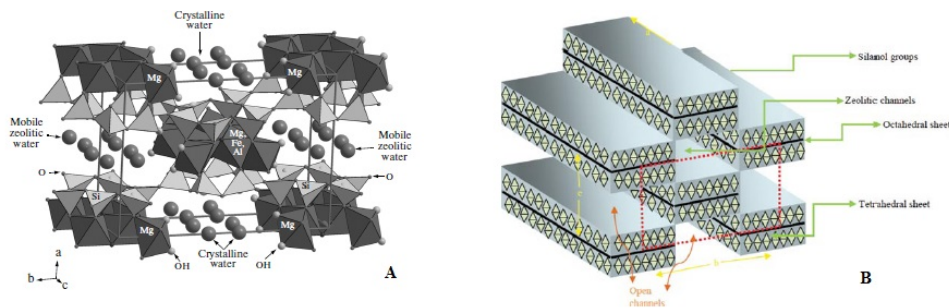 Crystalline
water
Mg
Mg
Mobile
zeolitic
water
Mg,
Fe,
Al
Mobile
zeolitic
water
O
O
Si
Si
Mg
Mg
Crystalline
water
OH
OH
a
b
c
A
Silanol groups
Zeolitic channels
Octahedral sheet
Tetrahedral sheet
Open
channels
b
B